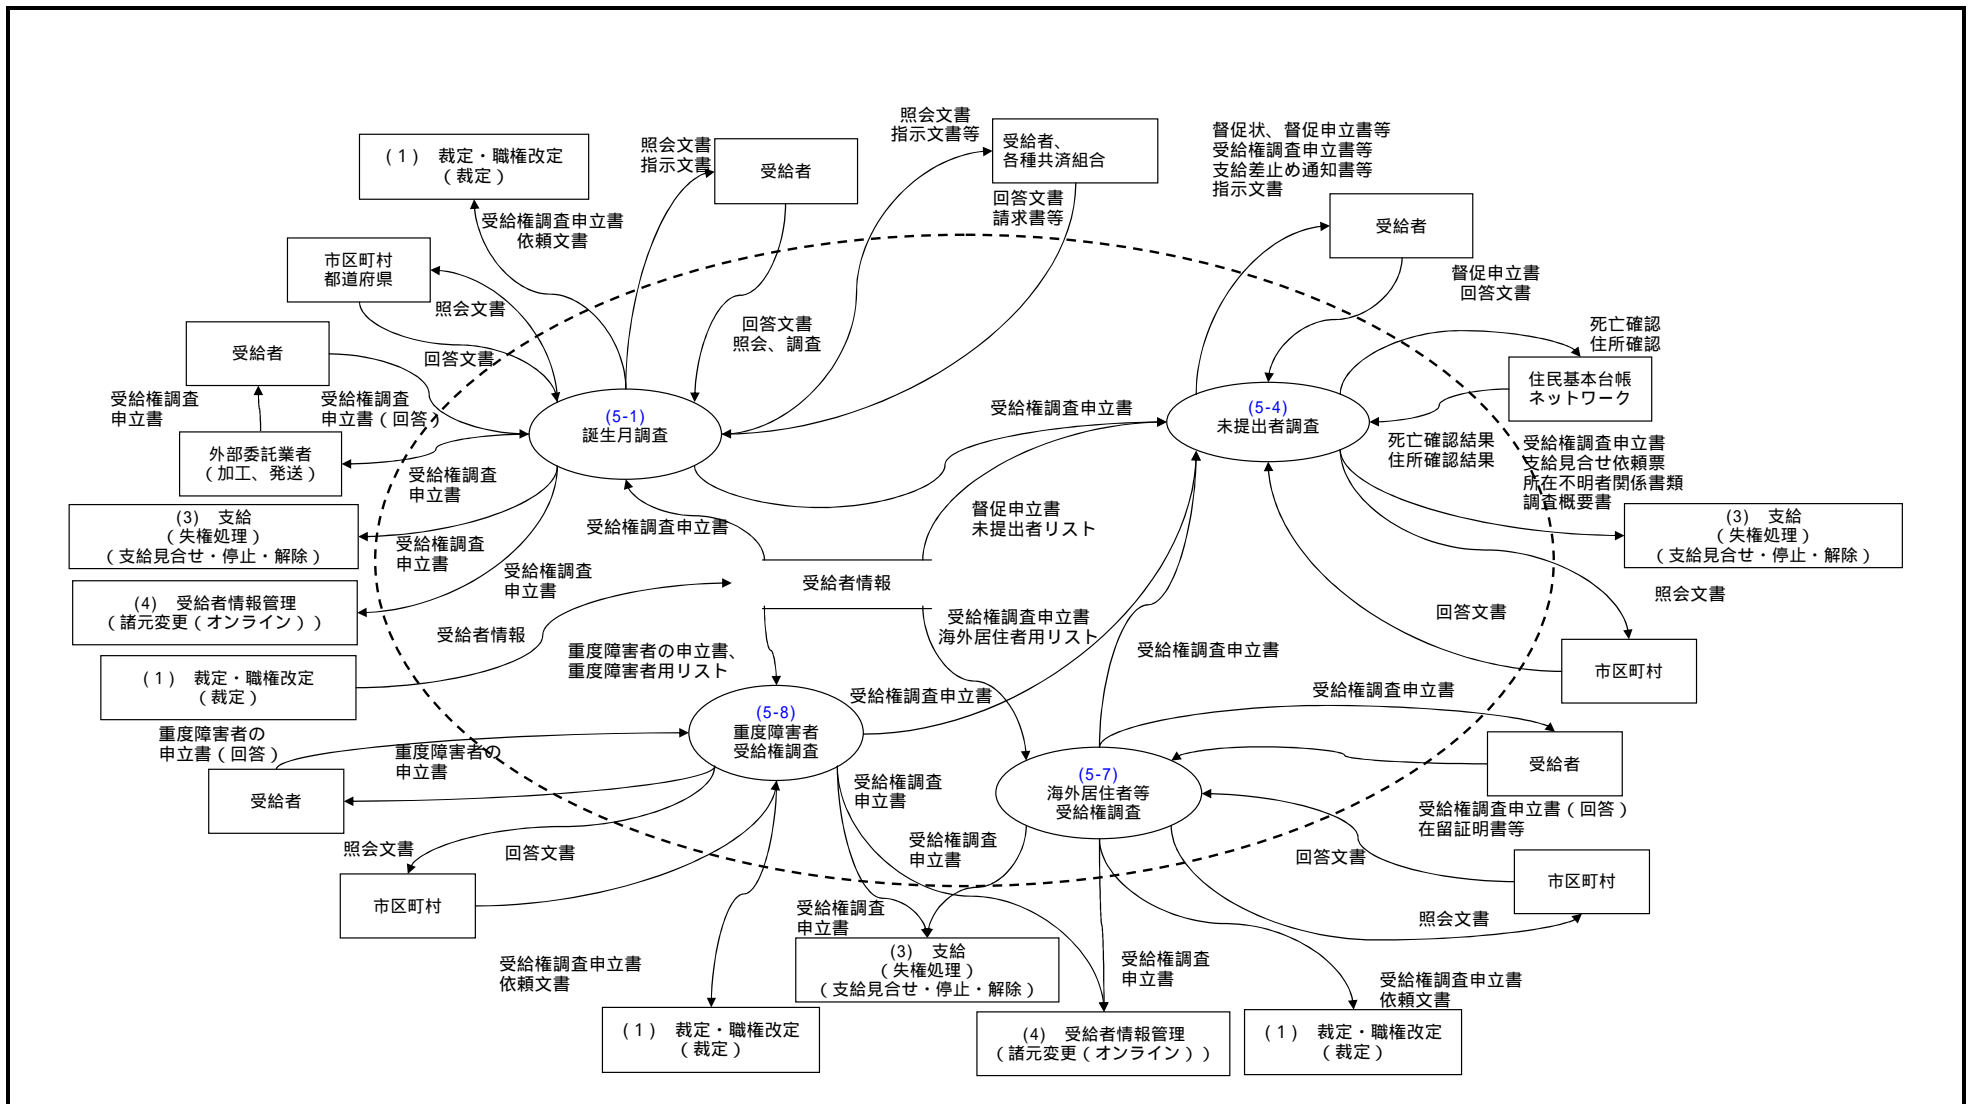 照会文書
指示文書等
受給者、
各種共済組合
督促状、督促申立書等
受給権調査申立書等
支給差止め通知書等
指示文書
(１)　裁定・職権改定
（裁定）
照会文書
指示文書
受給者
受給権調査申立書
依頼文書
回答文書
請求書等
受給者
市区町村
都道府県
照会文書
督促申立書
回答文書
受給者
回答文書
回答文書
照会、調査
死亡確認
住所確認
住民基本台帳
ネットワーク
受給権調査
申立書
受給権調査
申立書（回答）
(5-1)
誕生月調査
受給権調査申立書
(5-4)
未提出者調査
外部委託業者
（加工、発送）
受給権調査
申立書
死亡確認結果
住所確認結果
受給権調査申立書
支給見合せ依頼票
所在不明者関係書類
調査概要書
(3)　支給
（失権処理）
（支給見合せ・停止・解除）
受給権調査
申立書
受給権調査申立書
督促申立書
未提出者リスト
(3)　支給
（失権処理）
（支給見合せ・停止・解除）
受給権調査
申立書
受給者情報
照会文書
(4)　受給者情報管理
（諸元変更（オンライン））
受給者情報
受給権調査申立書
海外居住者用リスト
回答文書
重度障害者の申立書、
重度障害者用リスト
受給権調査申立書
市区町村
(１)　裁定・職権改定
（裁定）
受給権調査申立書
受給権調査申立書
重度障害者の
申立書（回答）
重度障害者の
申立書
(5-8)
重度障害者
受給権調査
受給者
受給権調査
申立書
(5-7)
海外居住者等
受給権調査
受給者
受給権調査申立書（回答）
在留証明書等
照会文書
回答文書
受給権調査
申立書
回答文書
市区町村
市区町村
受給権調査
申立書
照会文書
受給権調査申立書
依頼文書
(3)　支給
（失権処理）
（支給見合せ・停止・解除）
受給権調査
申立書
受給権調査申立書
依頼文書
(１)　裁定・職権改定
（裁定）
(4)　受給者情報管理
（諸元変更（オンライン））
(１)　裁定・職権改定
（裁定）